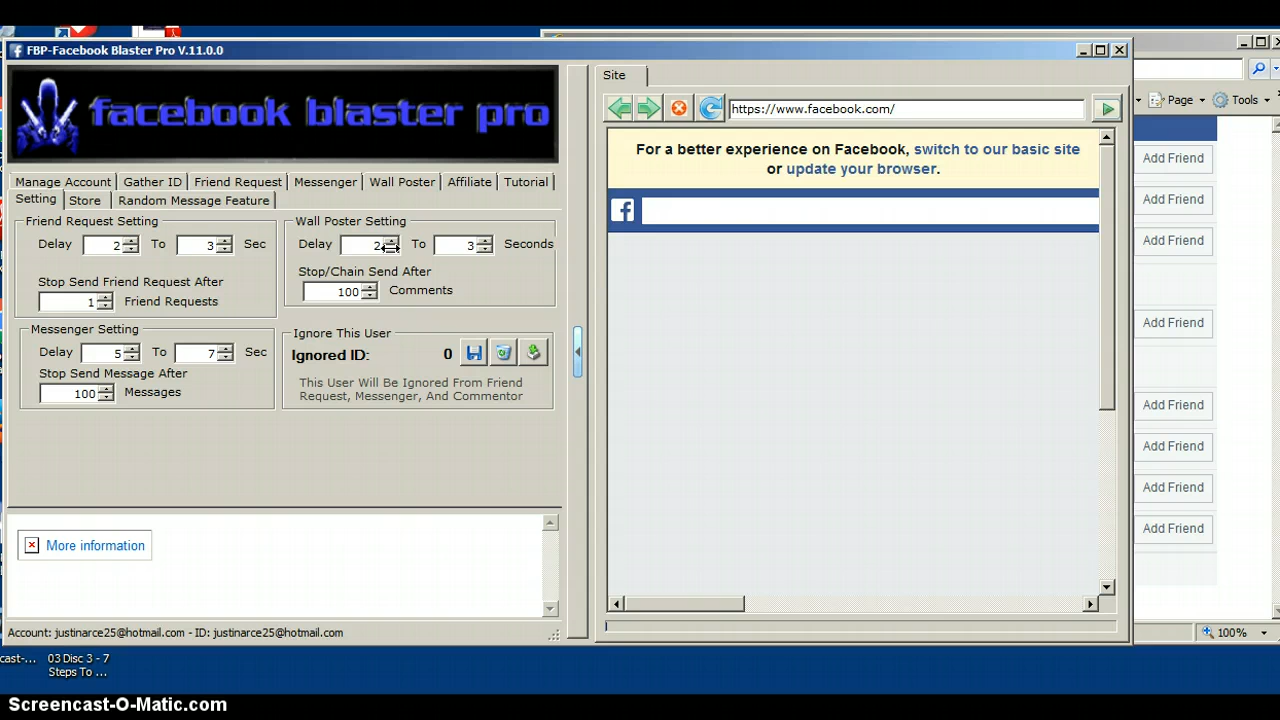 FBP-Facebook Blaster Pro V.11.0.0
facebook blaster pro
Manage Account Gather ID Friend Request Messenger Wall Poster Affiliate Tutorial
Setting Store Random Message Feature
Friend Request Setting
Delay 2 To 3 Sec
Stop Send Friend Request After
1 Friend Requests
Wall Poster Setting
Delay 2 To 3 Seconds
Stop/Chain Send After
100 Comments
Messenger Setting
Delay 5 To 7 Sec
Stop Send Message After
100 Messages
Ignore This User
Ignored ID: 0
This User Will Be Ignored From Friend
Request, Messenger, And Commentor
More information
Account: justinarce25@hotmail.com - ID: justinarce25@hotmail.com
Site
https://www.facebook.com/
For a better experience on Facebook, switch to our basic site
or update your browser.
Page Tools
Add Friend
Add Friend
Add Friend
Add Friend
Add Friend
Add Friend
Add Friend
Add Friend
100%
cast-... 03 Disc 3 - 7
Steps To ...
Screencast-O-Matic.com